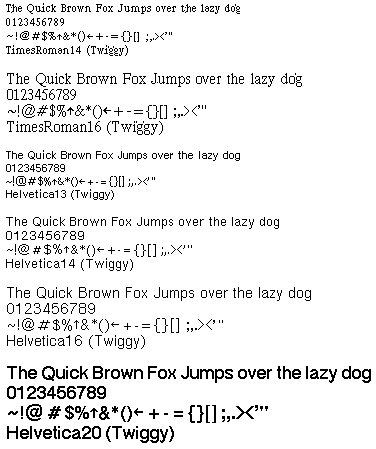 The Quick Brown Fox Jumps over the lazy dog
0123456789
~!@#$%↑&*()← + - = {}[] ;,.><'"
TimesRoman14 (Twiggy)
The Quick Brown Fox Jumps over the lazy dog
0123456789
~!@#$%↑&*()← + - = {}[] ;,.><'"
TimesRoman16 (Twiggy)
The Quick Brown Fox Jumps over the lazy dog
0123456789
~!@#$%↑&*()← + - = {}[] ;,.><'"
Helvetica13 (Twiggy)
The Quick Brown Fox Jumps over the lazy dog
0123456789
~!@ # $%↑&*()← + - = {}[] ;,.><'"
Helvetica14 (Twiggy)
The Quick Brown Fox Jumps over the lazy dog
0123456789
~!@ # $%↑&*()← + - = {}[] ;,.><'"
Helvetica16 (Twiggy)
The Quick Brown Fox Jumps over the lazy dog
0123456789
~!@ # $%↑&*()← + - = {}[] ;,.><'"
Helvetica20 (Twiggy)